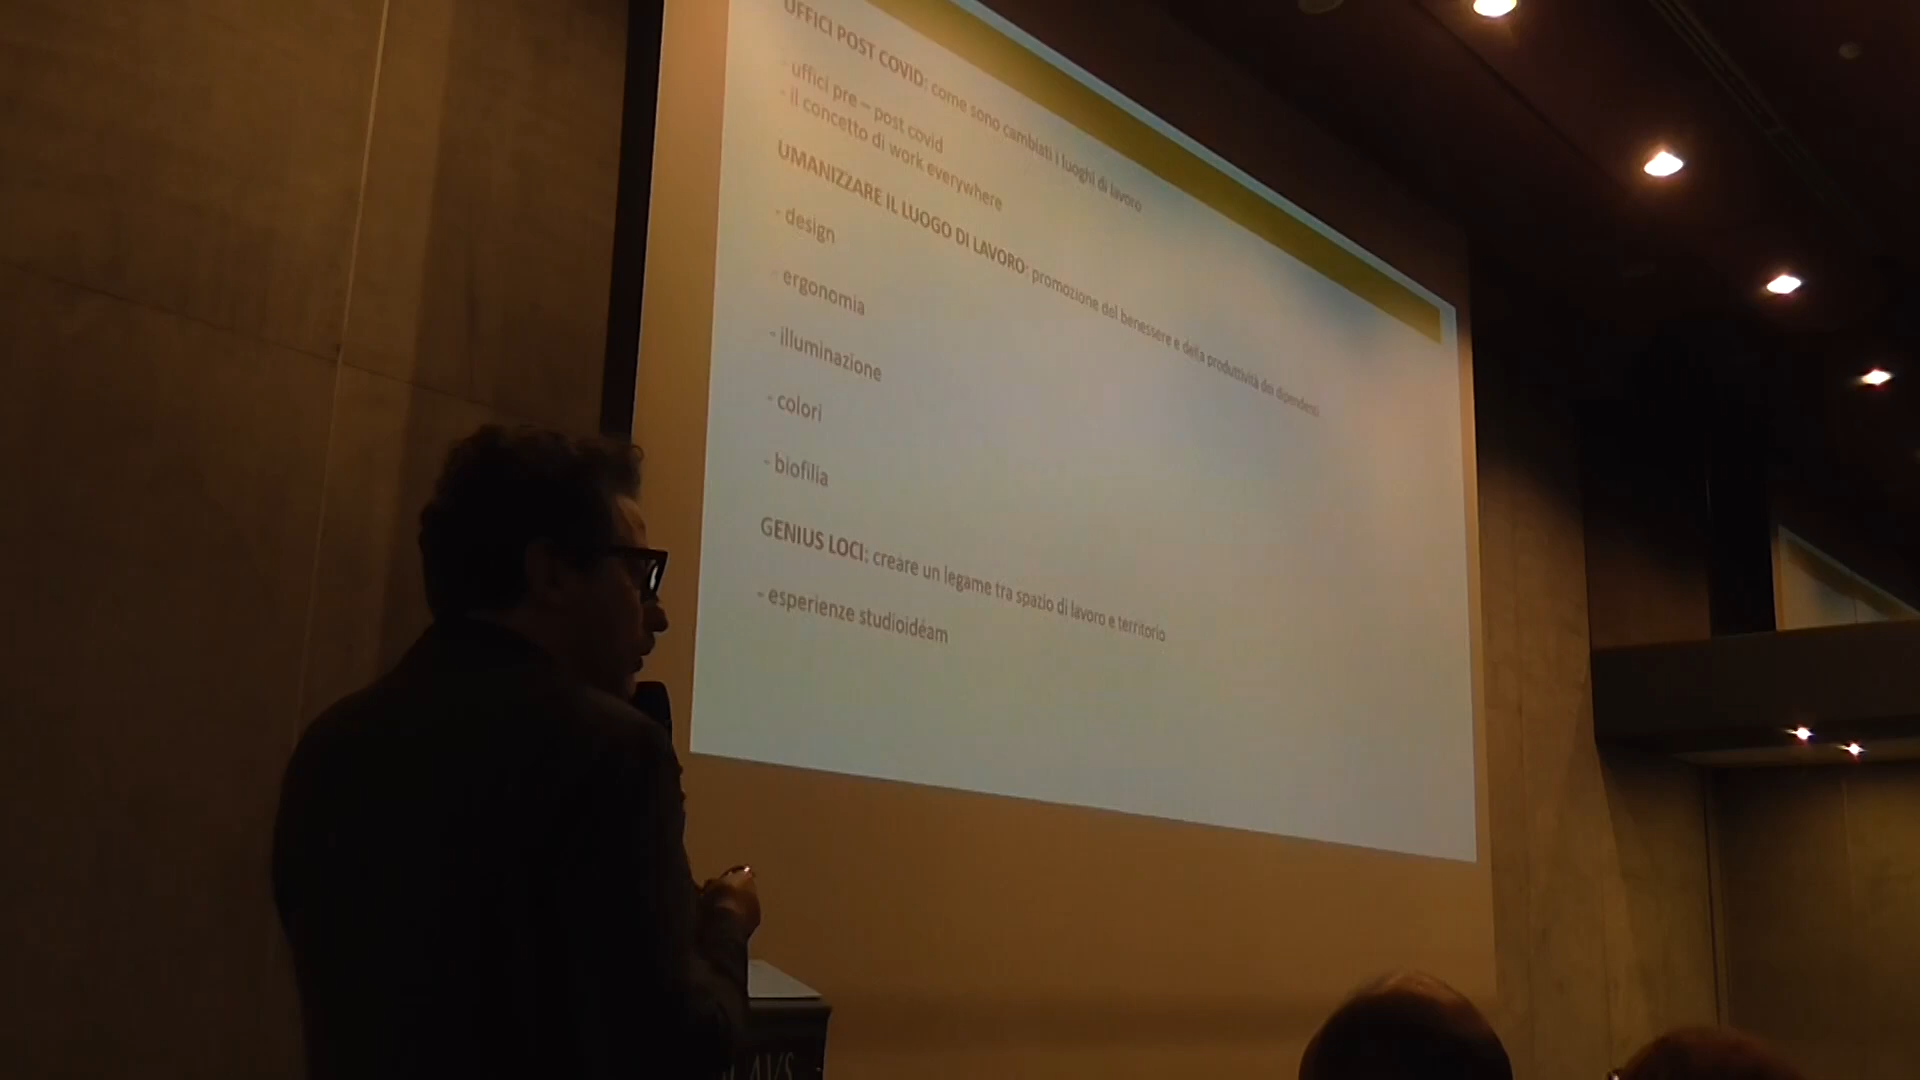 UFFICI POST COVID: come sono cambiati i luoghi di lavoro
- uffici pre – post covid
- il concetto di work everywhere
UMANIZZARE IL LUOGO DI LAVORO: promozione del benessere e della produttività dei dipendenti
- design
- ergonomia
- illuminazione
- colori
- biofilia
GENIUS LOCI: creare un legame tra spazio di lavoro e territorio
- esperienze studioidéam